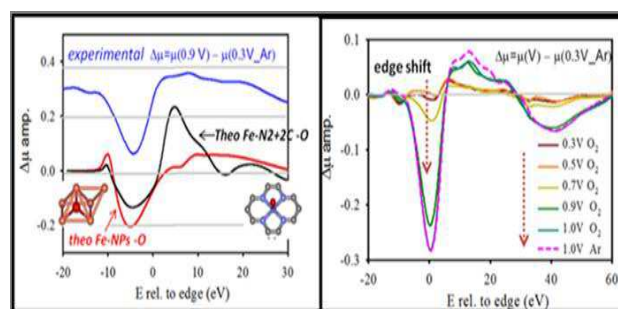 experimental Δμ=μ(0.9 V) – μ(0.3V_Ar)
0.4
0.2
0.0
0.2
Δμ amp.
←Theo Fe-N2+2C -O
theo Fe-NPs -O
-20 -10 0 10 20 30
E rel. to edge (eV)
Δμ=μ(V) – μ(0.3V_Ar)
edge shift
0.1
0.0
-0.1
-0.2
-0.3
Δμ amp.
0.3V O2
0.5V O2
0.7V O2
0.9V O2
1.0V O2
1.0V Ar
-20 0 20 40 60
E rel. to edge (eV)